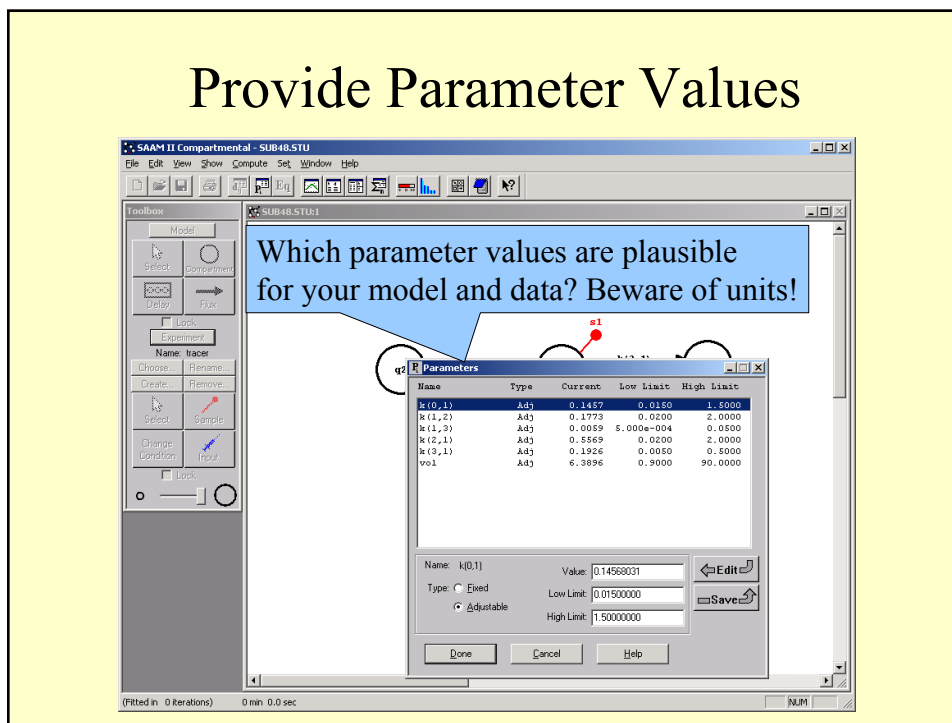 Provide Parameter Values
SAAM II Compartmental - SUB48.STU
File Edit View Show Compute Set Window Help
Toolbox
Model
Select Compartment
Delay Flux
Lock
Experiment
Name: tracer
Choose... Rename...
Create... Remove...
Select Sample
Change Condition Input
Lock
SUB48.STU:1
Which parameter values are plausible
for your model and data? Beware of units!
s1
Parameters
Name Type Current Low Limit High Limit
k(0,1) Adj 0.1457 0.0150 1.5000
k(1,2) Adj 0.1773 0.0200 2.0000
k(1,3) Adj 0.0059 5.000e-004 0.0500
k(2,1) Adj 0.5569 0.0200 2.0000
k(3,1) Adj 0.1926 0.0050 0.5000
vol Adj 6.3896 0.9000 90.0000
Name: k(0,1)
Type: Fixed
Adjustable
Value: 0.14568031
Low Limit: 0.01500000
High Limit: 1.50000000
Edit
Save
Done Cancel Help
(Fitted in 0 iterations) 0 min 0.0 sec NUM